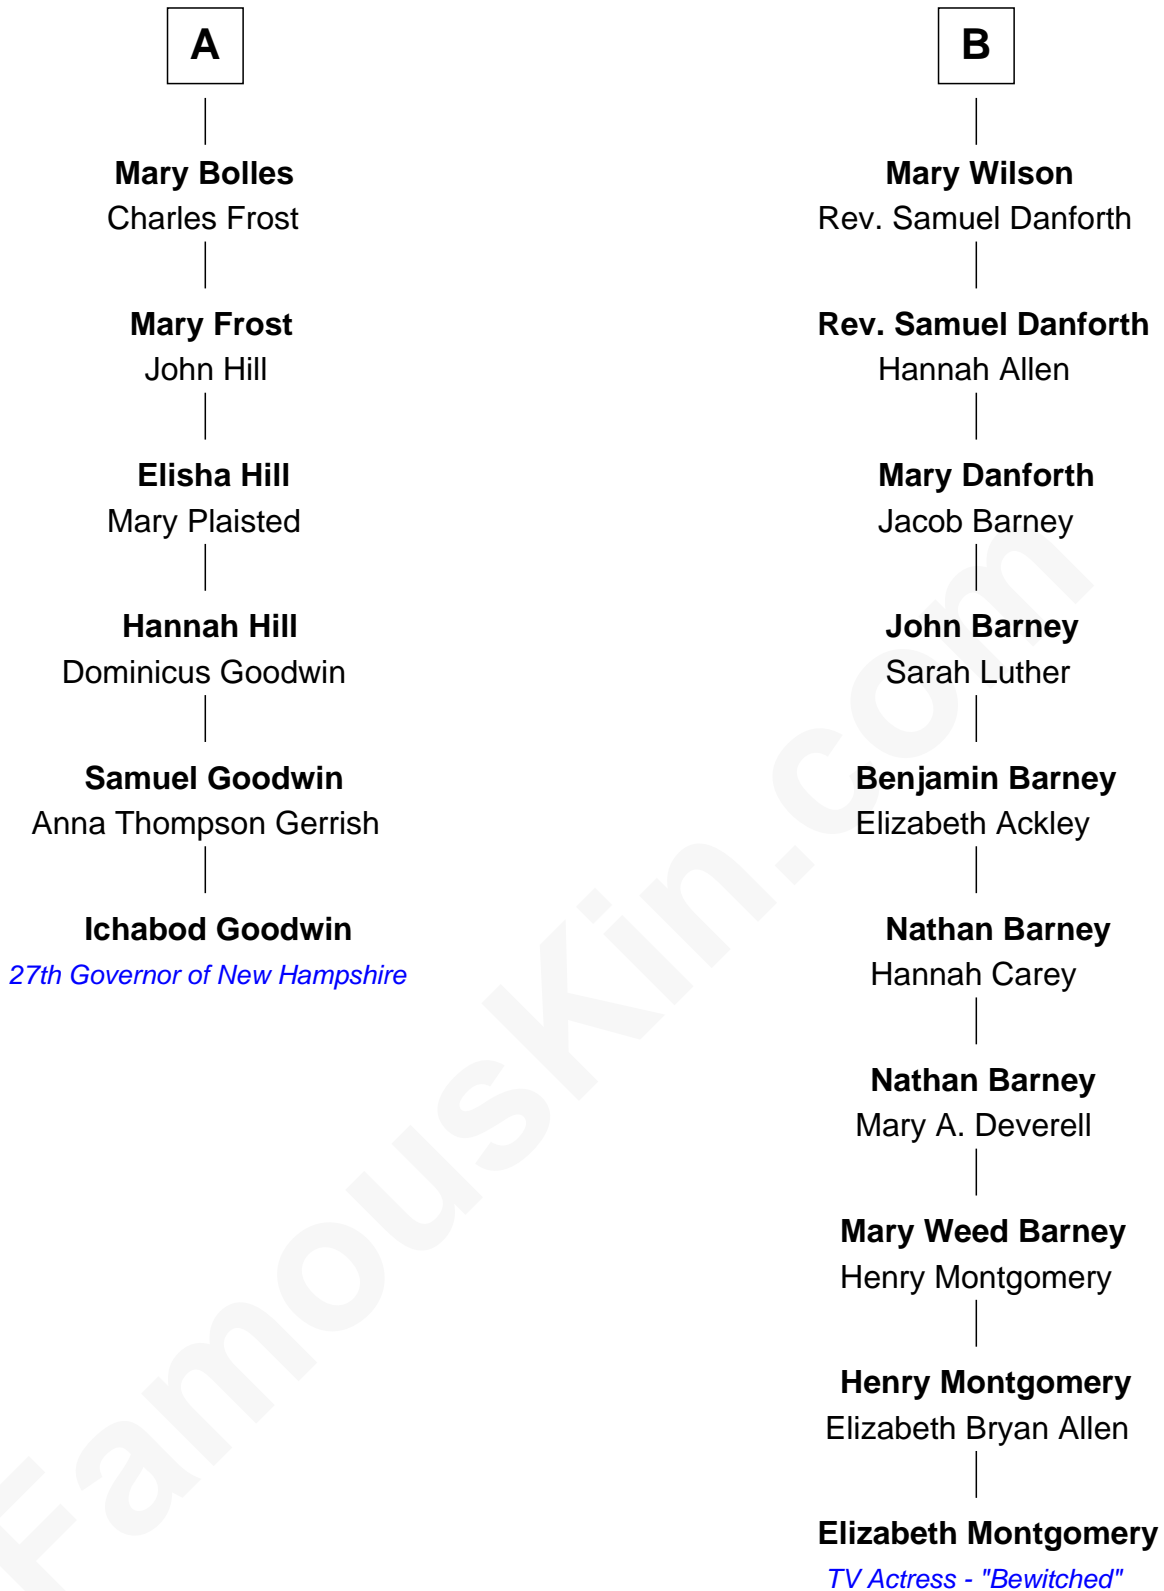 A
Mary Bolles
Charles Frost
Mary Frost
John Hill
Elisha Hill
Mary Plaisted
Hannah Hill
Dominicus Goodwin
Samuel Goodwin
Anna Thompson Gerrish
Ichabod Goodwin
27th Governor of New Hampshire
B
Mary Wilson
Rev. Samuel Danforth
Rev. Samuel Danforth
Hannah Allen
Mary Danforth
Jacob Barney
John Barney
Sarah Luther
Benjamin Barney
Elizabeth Ackley
Nathan Barney
Hannah Carey
Nathan Barney
Mary A. Deverell
Mary Weed Barney
Henry Montgomery
Henry Montgomery
Elizabeth Bryan Allen
Elizabeth Montgomery
TV Actress - "Bewitched"
FamousKin.com